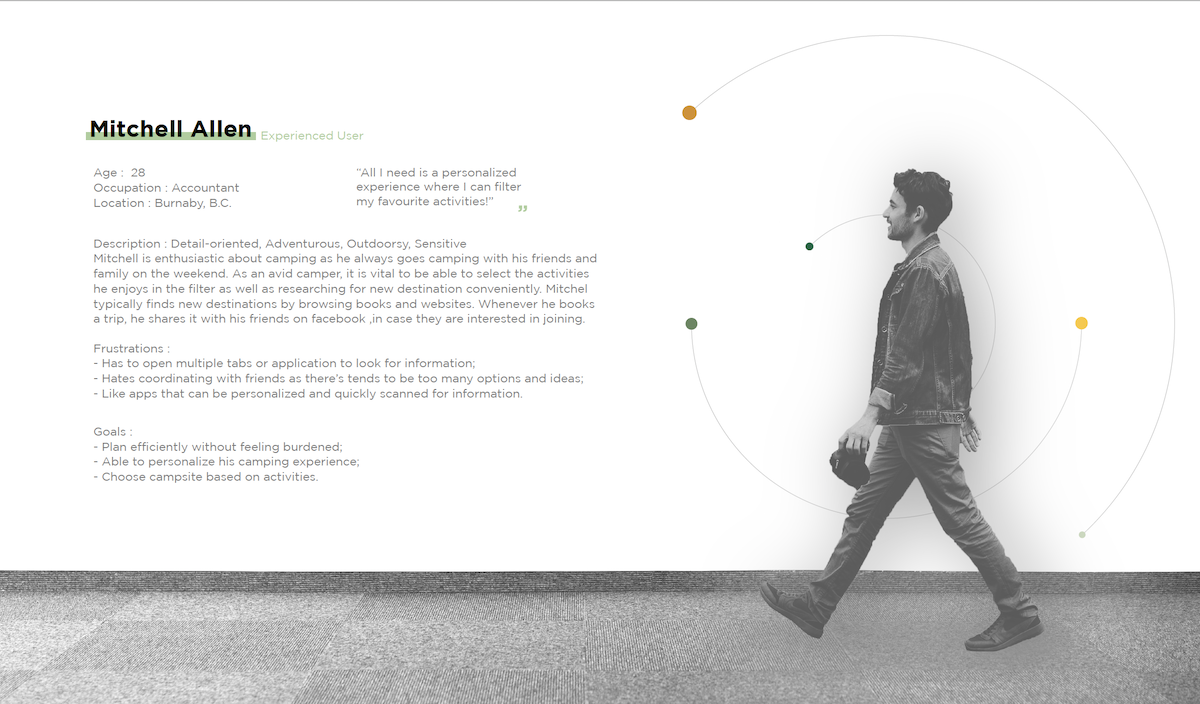 Mitchell Allen Experienced User
Age :  28
Occupation : Accountant
Location : Burnaby, B.C.
“All I need is a personalized
experience where I can filter
my favourite activities!”
”
Description : Detail-oriented, Adventurous, Outdoorsy, Sensitive
Mitchell is enthusiastic about camping as he always goes camping with his friends and
family on the weekend. As an avid camper, it is vital to be able to select the activities
he enjoys in the filter as well as researching for new destination conveniently. Mitchel
typically finds new destinations by browsing books and websites. Whenever he books
a trip, he shares it with his friends on facebook ,in case they are interested in joining.
Frustrations :
- Has to open multiple tabs or application to look for information;
- Hates coordinating with friends as there’s tends to be too many options and ideas;
- Like apps that can be personalized and quickly scanned for information.
Goals :
- Plan efficiently without feeling burdened;
- Able to personalize his camping experience;
- Choose campsite based on activities.